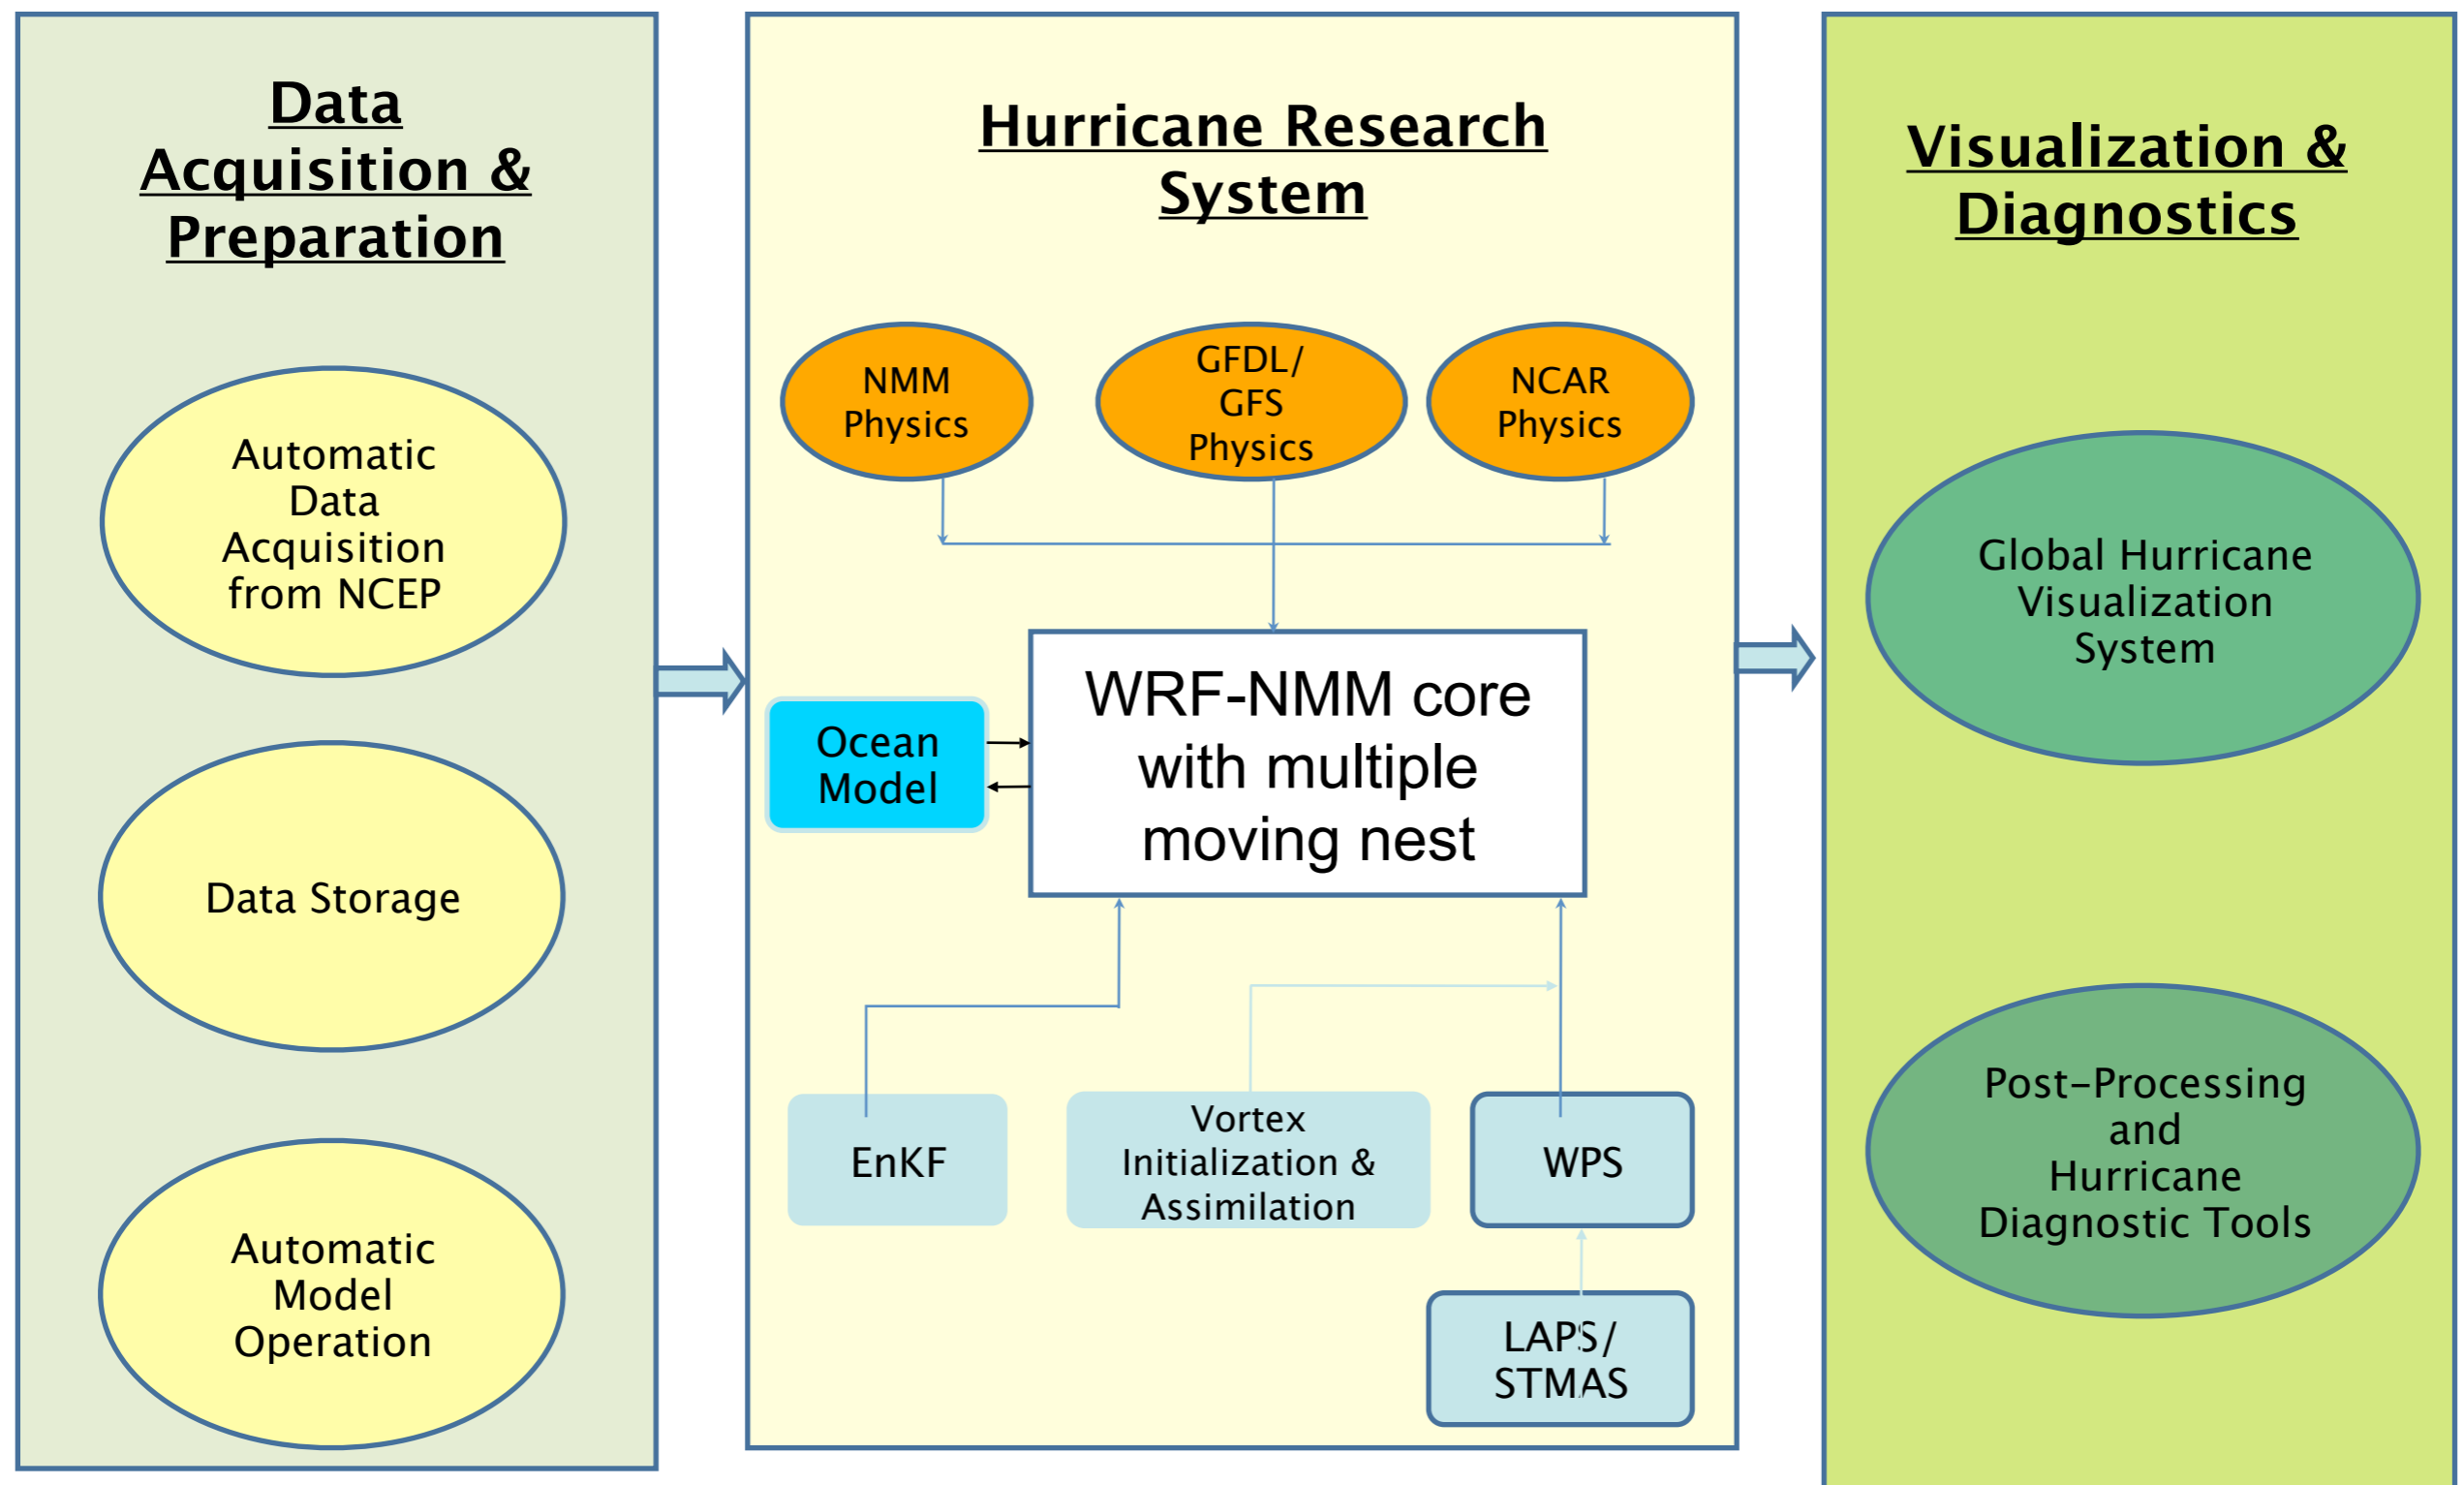 Data
Acquisition &
Preparation
Automatic
Data
Acquisition
from NCEP
Data Storage
Automatic
Model
Operation
Hurricane Research
System
NMM
Physics
GFDL/
GFS
Physics
NCAR
Physics
WRF-NMM core
with multiple
moving nest
Ocean
Model
EnKF
Vortex
Initialization &
Assimilation
WPS
LAPS/
STMAS
Visualization &
Diagnostics
Global Hurricane
Visualization
System
Post-Processing
and
Hurricane
Diagnostic Tools